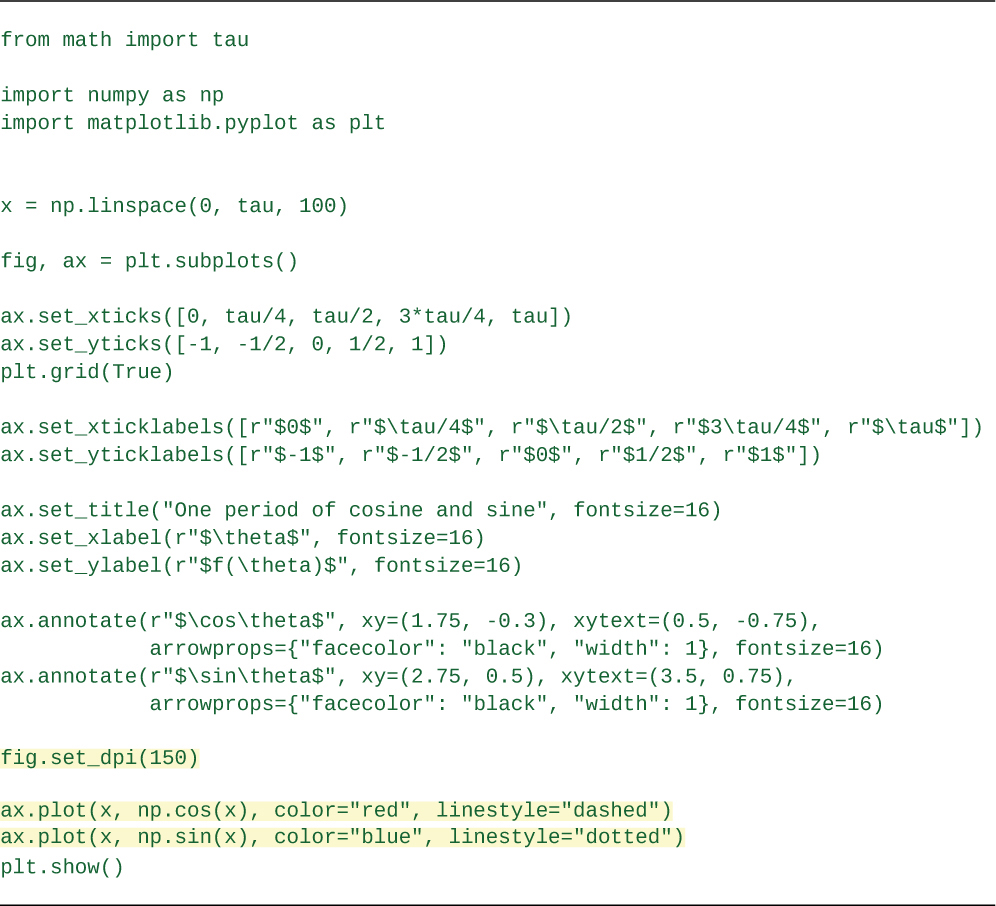 from math import tau
import numpy as np
import matplotlib.pyplot as plt
x = np.linspace(0, tau, 100)
fig, ax = plt.subplots()
ax.set_xticks([0, tau/4, tau/2, 3*tau/4, tau])
ax.set_yticks([-1, -1/2, 0, 1/2, 1])
plt.grid(True)
ax.set_xticklabels([r"$0$", r"$\tau/4$", r"$\tau/2$", r"$3\tau/4$", r"$\tau$"])
ax.set_yticklabels([r"$-1$", r"$-1/2$", r"$0$", r"$1/2$", r"$1$"])
ax.set_title("One period of cosine and sine", fontsize=16)
ax.set_xlabel(r"$\theta$", fontsize=16)
ax.set_ylabel(r"$f(\theta)$", fontsize=16)
ax.annotate(r"$\cos\theta$", xy=(1.75, -0.3), xytext=(0.5, -0.75),
            arrowprops={"facecolor": "black", "width": 1}, fontsize=16)
ax.annotate(r"$\sin\theta$", xy=(2.75, 0.5), xytext=(3.5, 0.75),
            arrowprops={"facecolor": "black", "width": 1}, fontsize=16)
fig.set_dpi(150)
ax.plot(x, np.cos(x), color="red", linestyle="dashed")
ax.plot(x, np.sin(x), color="blue", linestyle="dotted")
plt.show()